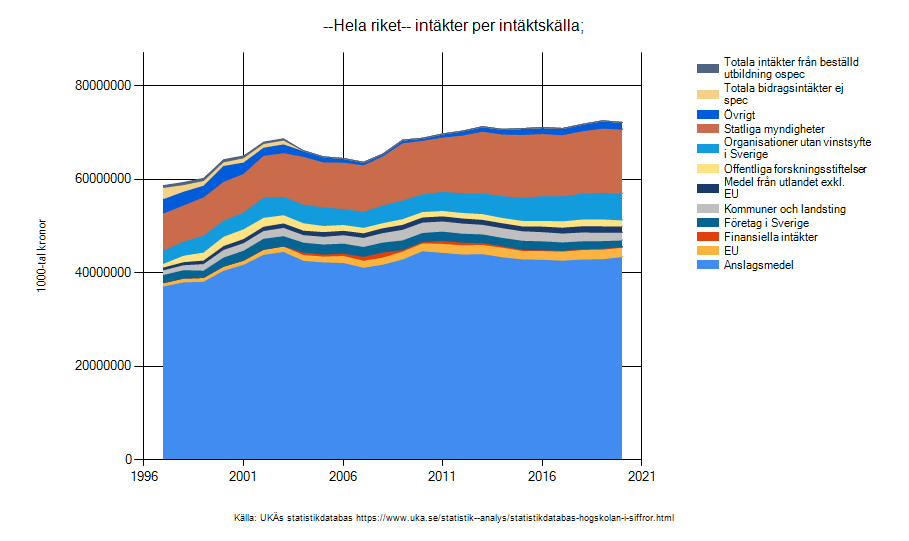 --Hela riket-- intäkter per intäktskälla;
1000-tal kronor
80000000
60000000
40000000
20000000
0
1996
2001
2006
2011
2016
2021
Totala intäkter från beställd
utbildning ospec
Totala bidragsintäkter ej
spec
Övrigt
Statliga myndigheter
Organisationer utan vinstsyfte
i Sverige
Offentliga forskningsstiftelser
Medel från utlandet exkl.
EU
Kommuner och landsting
Företag i Sverige
Finansiella intäkter
EU
Anslagsmedel
Källa: UKÄs statistikdatabas https://www.uka.se/statistik--analys/statistikdatabas-hogskolan-i-siffror.html